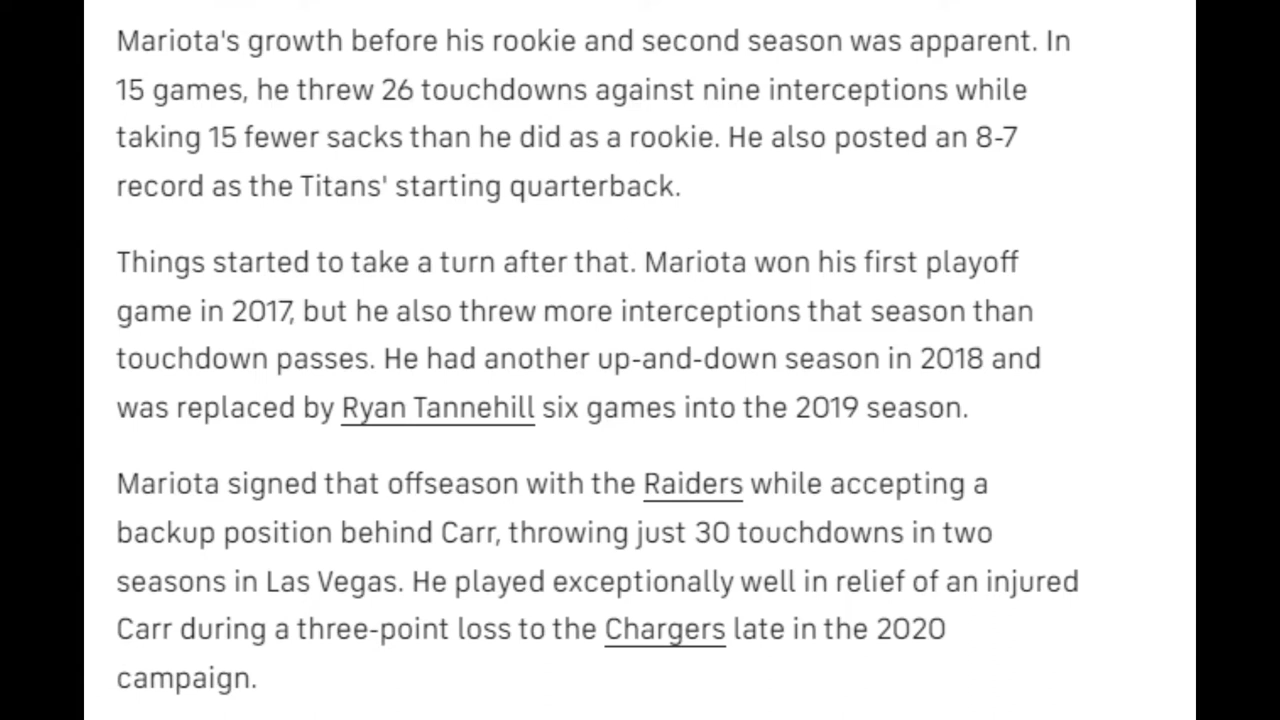 Mariota's growth before his rookie and second season was apparent. In
15 games, he threw 26 touchdowns against nine interceptions while
taking 15 fewer sacks than he did as a rookie. He also posted an 8-7
record as the Titans' starting quarterback.
Things started to take a turn after that. Mariota won his first playoff
game in 2017, but he also threw more interceptions that season than
touchdown passes. He had another up-and-down season in 2018 and
was replaced by Ryan Tannehill six games into the 2019 season.
Mariota signed that offseason with the Raiders while accepting a
backup position behind Carr, throwing just 30 touchdowns in two
seasons in Las Vegas. He played exceptionally well in relief of an injured
Carr during a three-point loss to the Chargers late in the 2020
campaign.